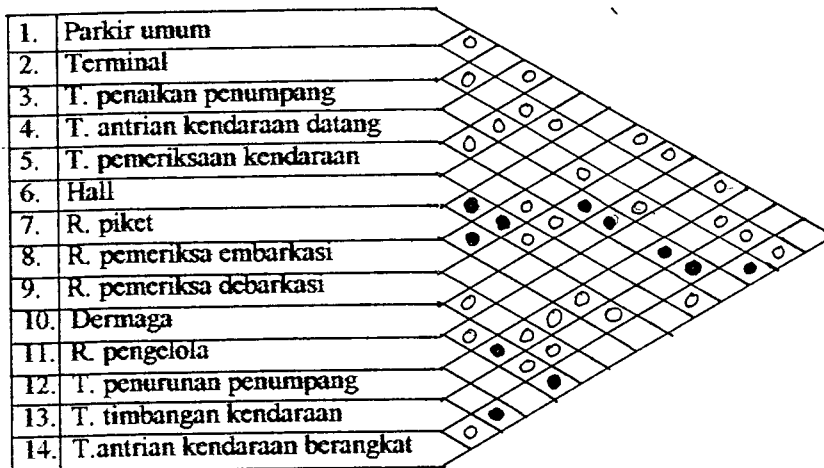 1. Parkir umum
2. Terminal
3. T. penaikan penumpang
4. T. antrian kendaraan datang
5. T. pemeriksaan kendaraan
6. Hall
7. R. piket
8. R. pemeriksa embarkasi
9. R. pemeriksa debarkasi
10. Dermaga
11. R. pengelola
12. T. penurunan penumpang
13. T. timbangan kendaraan
14. T.antrian kendaraan berangkat